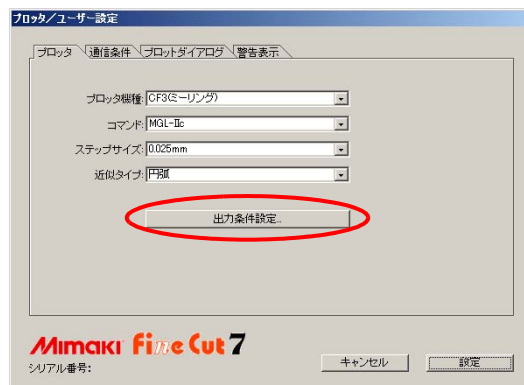 プロッタ/ユーザー設定
プロッタ 通信条件 プロットダイアログ 警告表示
プロッタ機種: CF3(ミーリング)
コマンド: MGL-Ⅱc
ステップサイズ: 0.025mm
近似タイプ: 円弧
出力条件設定...
Mimaki Fine Cut 7
シリアル番号:
キャンセル 設定